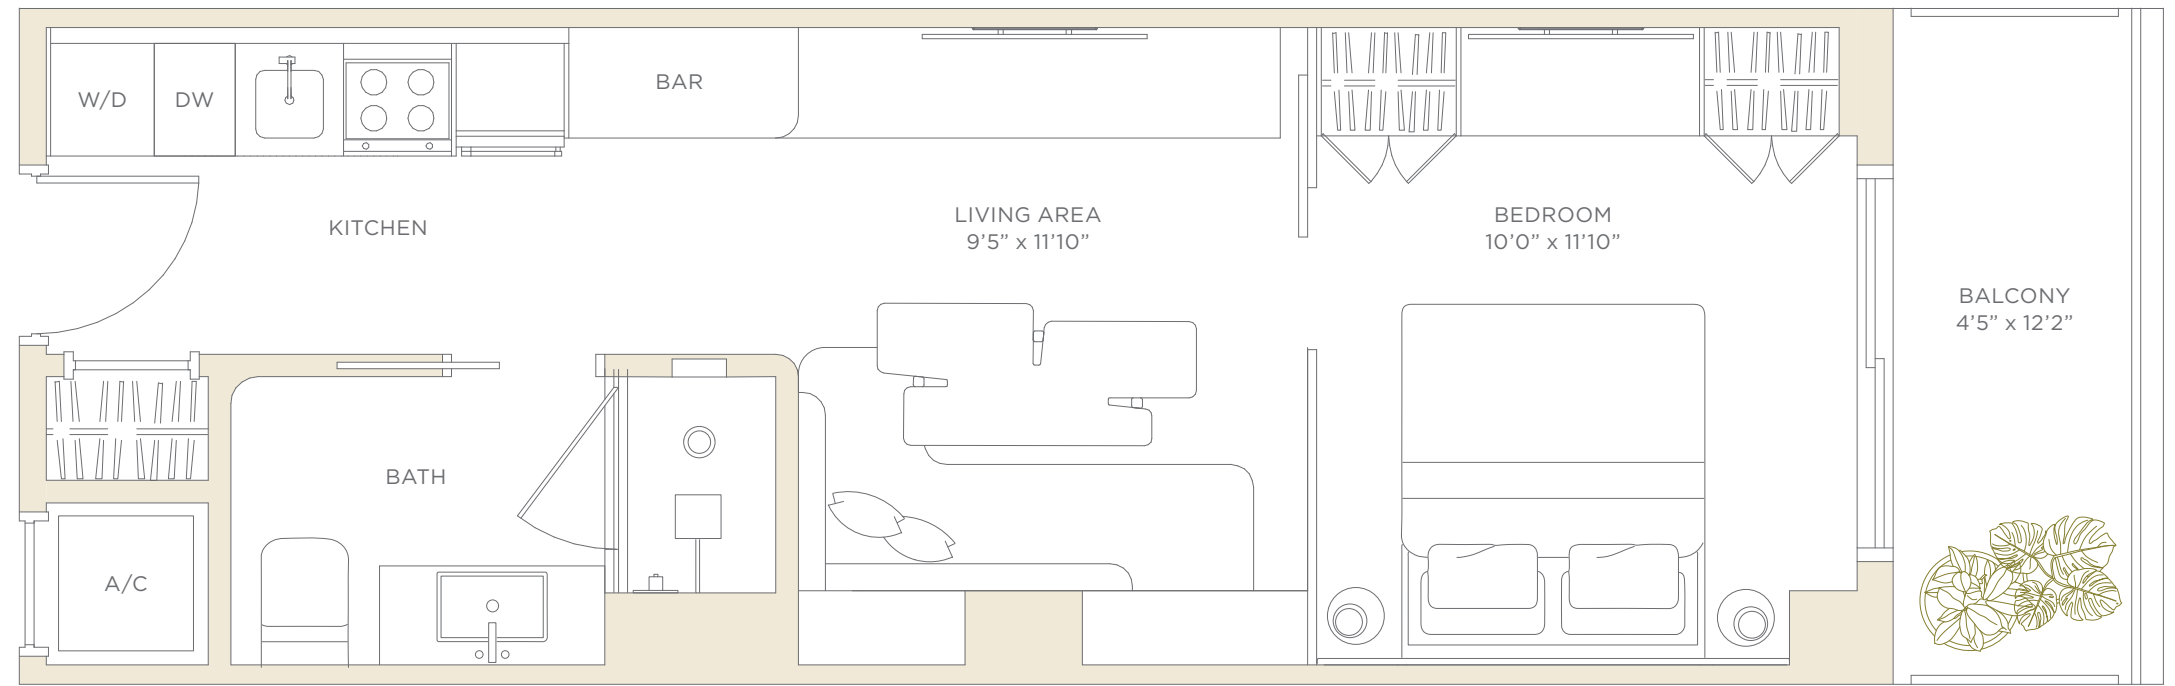 W/D
DW
BAR
KITCHEN
LIVING AREA
9’5” x 11’10”
BEDROOM
10’0” x 11’10”
BALCONY
4’5” x 12’2”
BATH
A/C